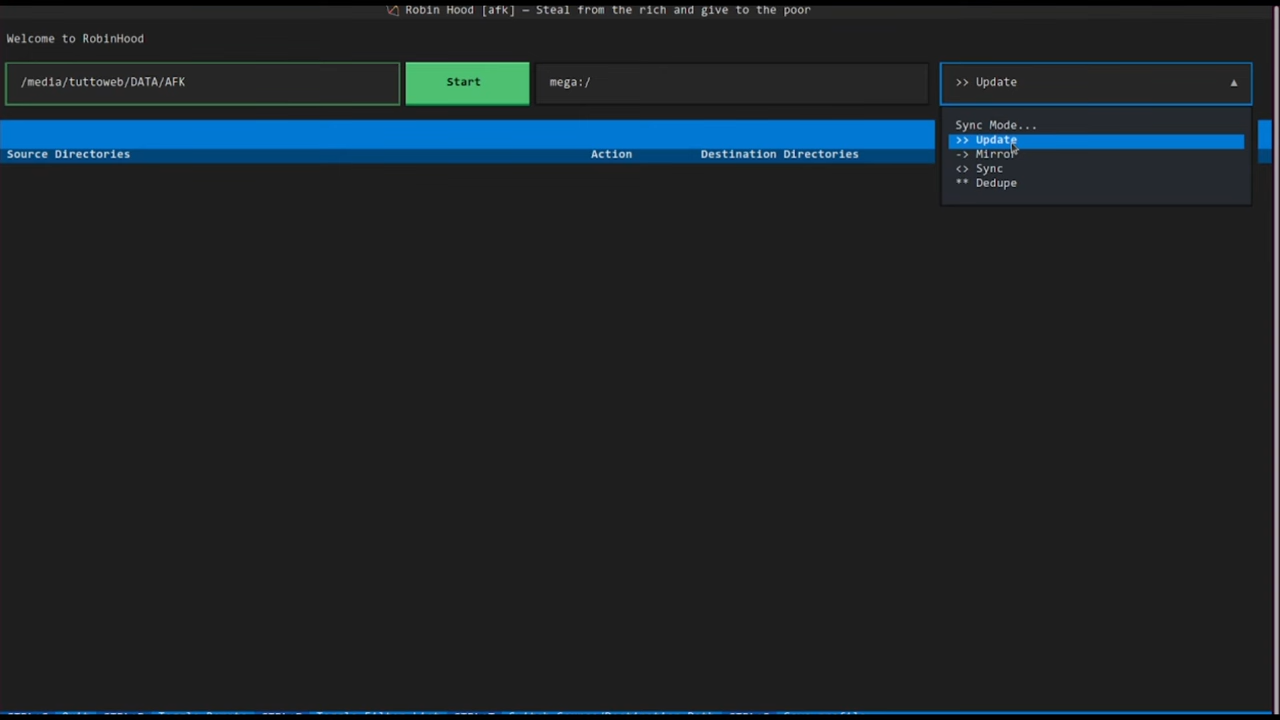 Robin Hood [afk] — Steal from the rich and give to the poor
Welcome to RobinHood
/media/tuttoweb/DATA/AFK
Start
mega:/
>> Update
▲
Sync Mode...
>> Update
-> Mirror
<> Sync
** Dedupe
Source Directories Action Destination Directories